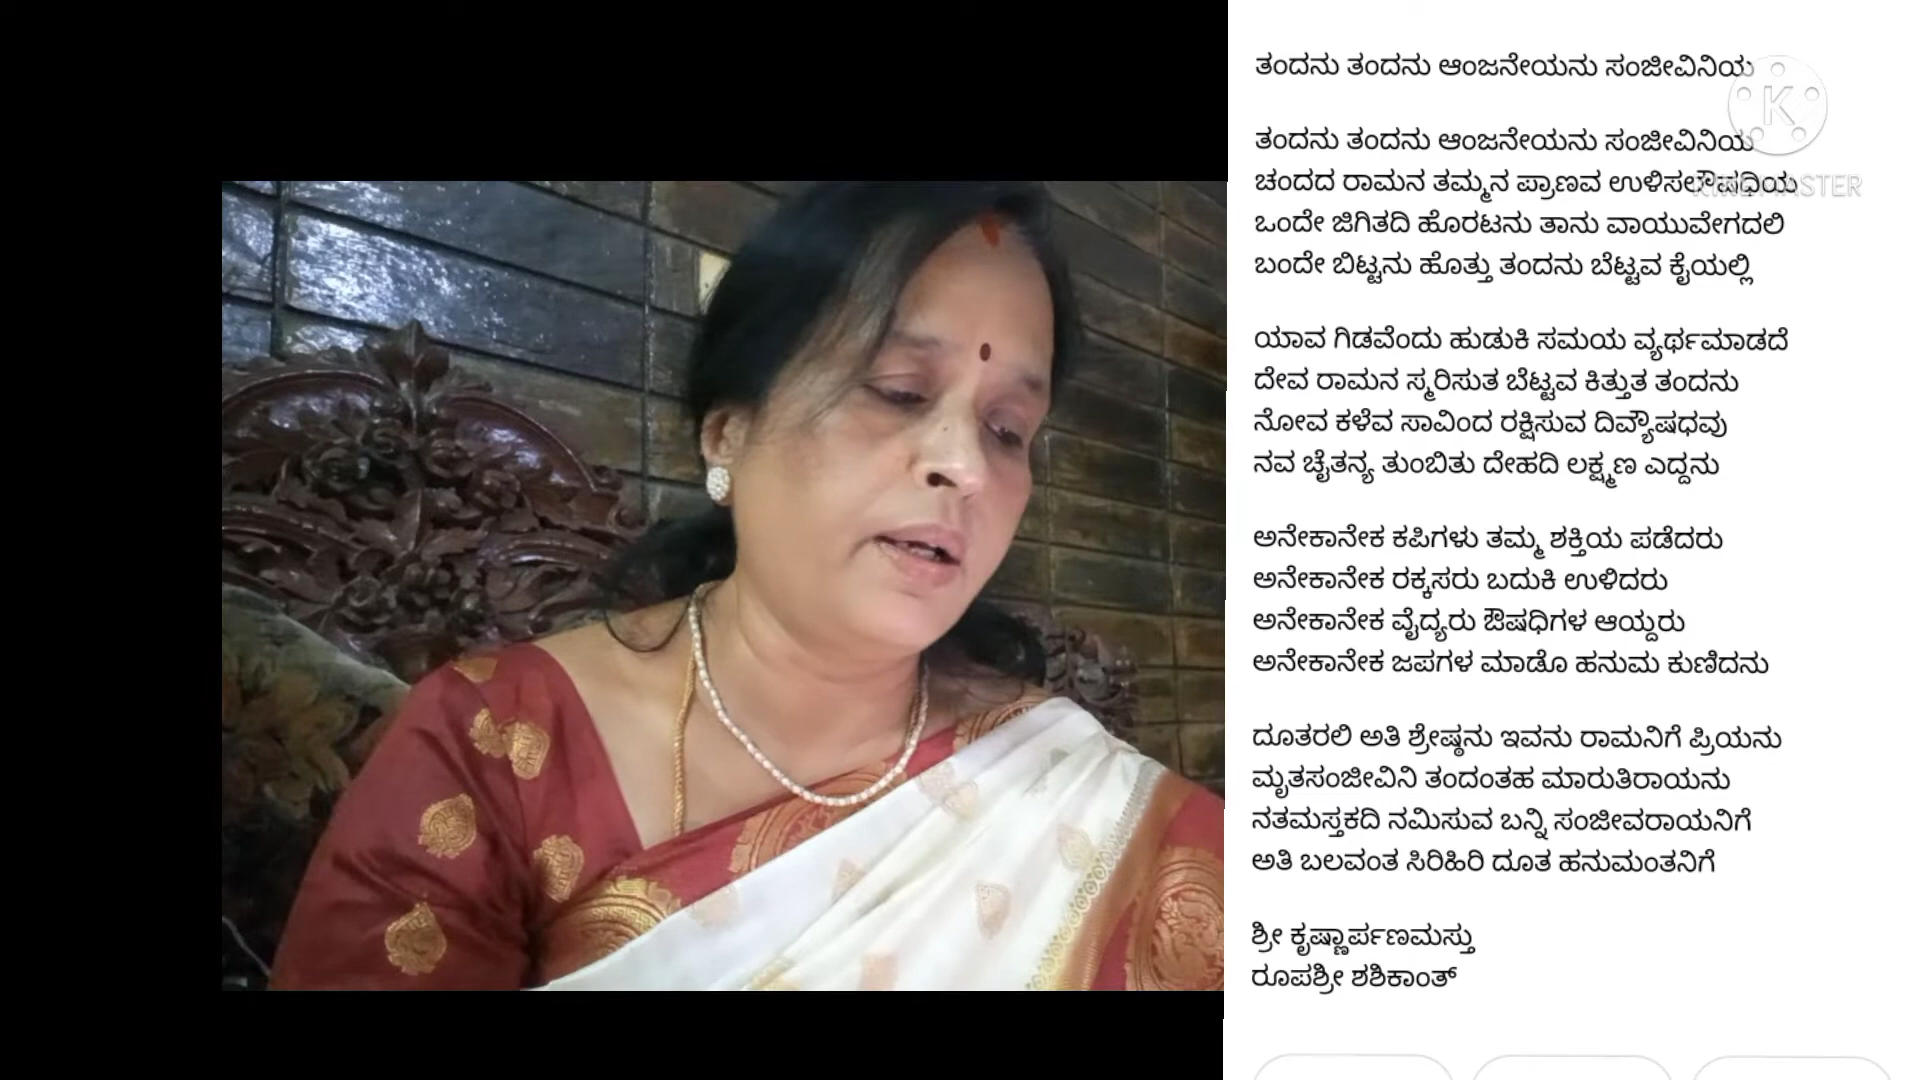 ತಂದನು ತಂದನು ಆಂಜನೇಯನು ಸಂಜೀವಿನಿಯ
ತಂದನು ತಂದನು ಆಂಜನೇಯನು ಸಂಜೀವಿನಿಯ
ಚಂದದ ರಾಮನ ತಮ್ಮನ ಪ್ರಾಣವ ಉಳಿಸಲೌಷಧಿಯ
ಒಂದೇ ಜಿಗಿತದಿ ಹೊರಟನು ತಾನು ವಾಯುವೇಗದಲಿ
ಬಂದೇ ಬಿಟ್ಟನು ಹೊತ್ತು ತಂದನು ಬೆಟ್ಟವ ಕೈಯಲ್ಲಿ
ಯಾವ ಗಿಡವೆಂದು ಹುಡುಕಿ ಸಮಯ ವ್ಯರ್ಥಮಾಡದೆ
ದೇವ ರಾಮನ ಸ್ಮರಿಸುತ ಬೆಟ್ಟವ ಕಿತ್ತುತ ತಂದನು
ನೋವ ಕಳೆವ ಸಾವಿಂದ ರಕ್ಷಿಸುವ ದಿವ್ಯೌಷಧವು
ನವ ಚೈತನ್ಯ ತುಂಬಿತು ದೇಹದಿ ಲಕ್ಷ್ಮಣ ಎದ್ದನು
ಅನೇಕಾನೇಕ ಕಪಿಗಳು ತಮ್ಮ ಶಕ್ತಿಯ ಪಡೆದರು
ಅನೇಕಾನೇಕ ರಕ್ಕಸರು ಬದುಕಿ ಉಳಿದರು
ಅನೇಕಾನೇಕ ವೈದ್ಯರು ಔಷಧಿಗಳ ಆಯ್ದರು
ಅನೇಕಾನೇಕ ಜಪಗಳ ಮಾಡೊ ಹನುಮ ಕುಣಿದನು
ದೂತರಲಿ ಅತಿ ಶ್ರೇಷ್ಠನು ಇವನು ರಾಮನಿಗೆ ಪ್ರಿಯನು
ಮೃತಸಂಜೀವಿನಿ ತಂದಂತಹ ಮಾರುತಿರಾಯನು
ನತಮಸ್ತಕದಿ ನಮಿಸುವ ಬನ್ನಿ ಸಂಜೀವರಾಯನಿಗೆ
ಅತಿ ಬಲವಂತ ಸಿರಿಹಿರಿ ದೂತ ಹನುಮಂತನಿಗೆ
ಶ್ರೀ ಕೃಷ್ಣಾರ್ಪಣಮಸ್ತು
ರೂಪಶ್ರೀ ಶಶಿಕಾಂತ್
K
KINEMASTER